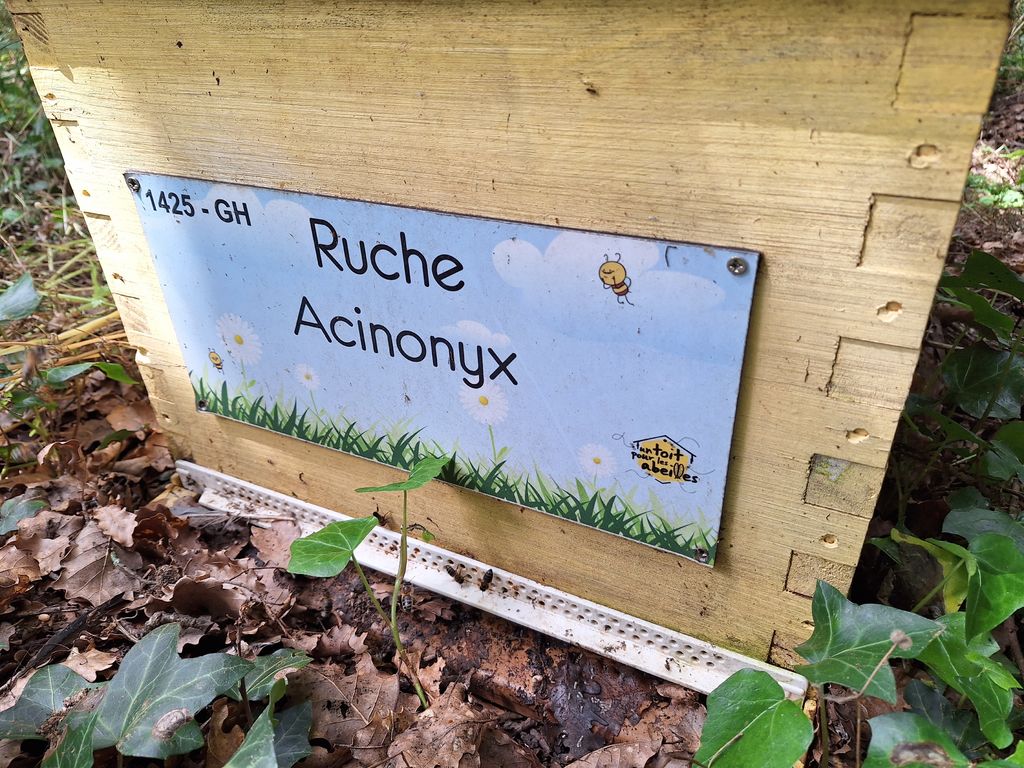 1425 - GH
Ruche
Acinonyx
un toit
pour les
abeilles